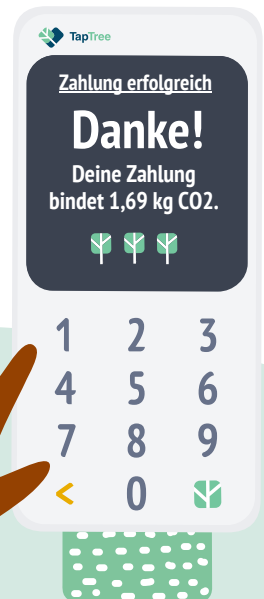 TapTree
Zahlung erfolgreich
Danke!
Deine Zahlung
bindet 1,69 kg CO2.
1 2 3
4 5 6
7 8 9
< 0